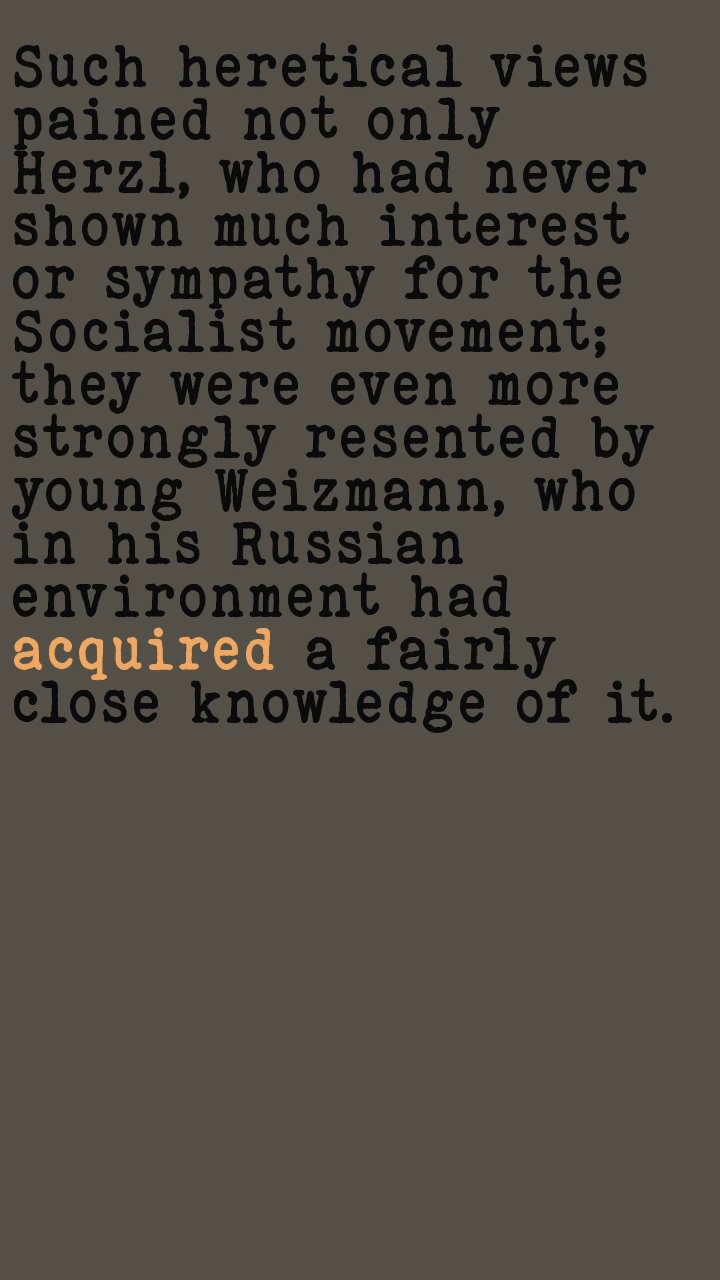 Such heretical views
pained not only
Herzl, who had never
shown much interest
or sympathy for the
Socialist movement;
they were even more
strongly resented by
young Weizmann, who
in his Russian
environment had
acquired a fairly
close knowledge of it.